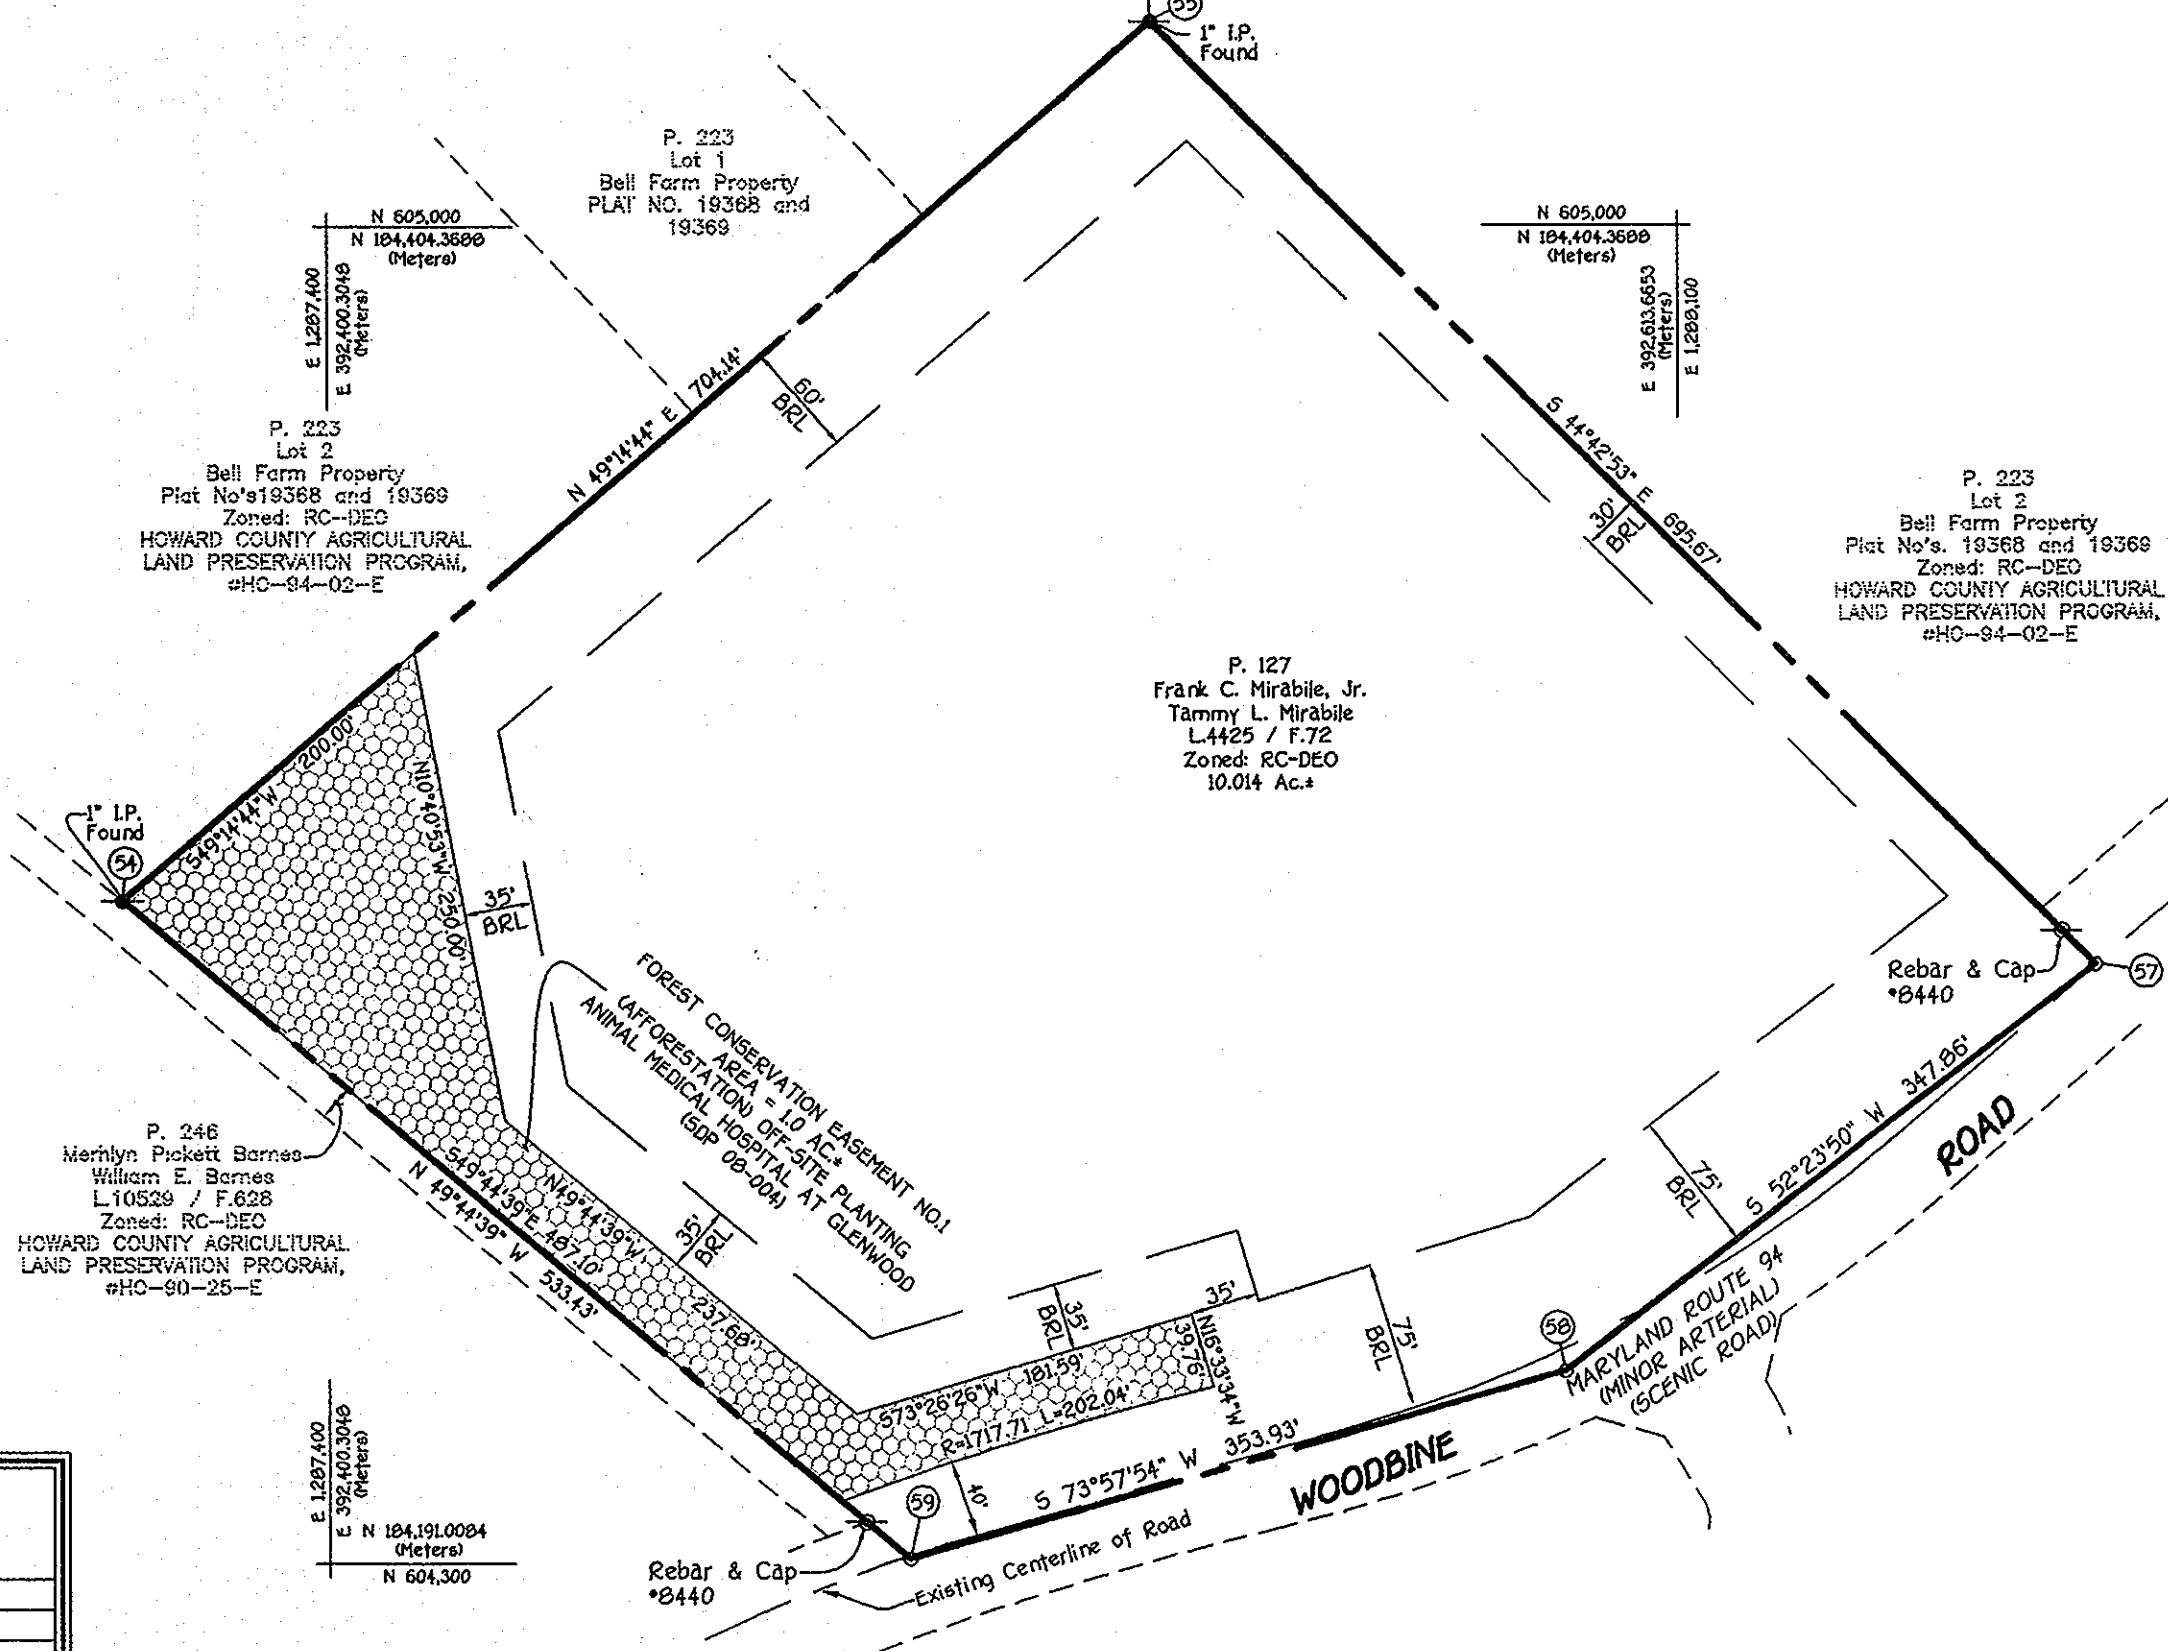 55
1" I.P.
Found
P. 223
Lot 1
Bell Farm Property
PLAT NO. 19368 and
19369
N 605,000
N 184,404.3688
(Meters)
E 1,287,400
E 392,400.3048
(Meters)
N 605,000
N 184,404.3688
(Meters)
E 392,613.6653
(Meters)
E 1,288,100
P. 223
Lot 2
Bell Farm Property
Plat No's19368 and 19369
Zoned: RC-DEO
HOWARD COUNTY AGRICULTURAL
LAND PRESERVATION PROGRAM,
#HO-94-02-E
N 49°14'44" E 704.14'
60'
BRL
S 44°42'53" E 695.67'
30'
BRL
P. 223
Lot 2
Bell Farm Property
Plat No's. 19368 and 19369
Zoned: RC-DEO
HOWARD COUNTY AGRICULTURAL
LAND PRESERVATION PROGRAM,
#HO-94-02-E
P. 127
Frank C. Mirabile, Jr.
Tammy L. Mirabile
L.4425 / F.72
Zoned: RC-DEO
10.014 Ac.±
1" I.P.
Found
54
S49°14'44"W 200.00'
N10°40'53"W 250.00'
35'
BRL
FOREST CONSERVATION EASEMENT NO.1
AREA = 1.0 AC.±
(AFFORESTATION) OFF-SITE PLANTING
ANIMAL MEDICAL HOSPITAL AT GLENWOOD
(SDP 08-004)
Rebar & Cap
*8440
57
P. 246
Merhlyn Pickett Barnes
William E. Barnes
L.10529 / F.628
Zoned: RC-DEO
HOWARD COUNTY AGRICULTURAL
LAND PRESERVATION PROGRAM,
#HO-90-25-E
S49°44'39"E 487.10'
N49°44'39"W 237.68'
N 49°44'39" W 533.43'
35'
BRL
35'
BRL
35'
S73°26'26"W 181.59'
N16°33'34"W
39.76'
R=1717.71 L=202.04'
75'
BRL
75'
BRL
S 52°23'50" W 347.86'
ROAD
58
MARYLAND ROUTE 94
(MINOR ARTERIAL)
(SCENIC ROAD)
S 73°57'54" W 353.93'
WOODBINE
40'
59
Existing Centerline of Road
Rebar & Cap
*8440
E 1,287,400
E 392,400.3048
(Meters)
N 184,191.0084
(Meters)
N 604,300